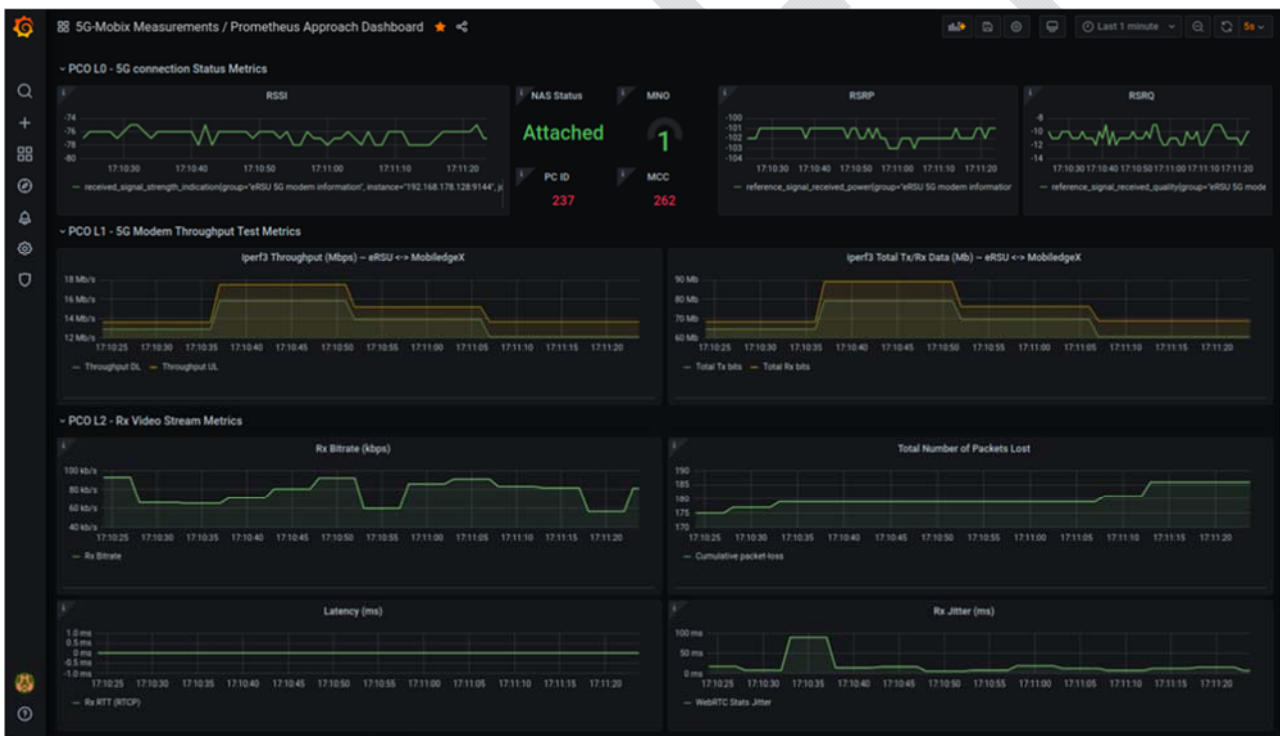 5G-Mobix Measurements / Prometheus Approach Dashboard
Last 1 minute
5s
PCO L0 - 5G connection Status Metrics
RSSI
-74
-76
-78
-80
17:10:30 17:10:40 17:10:50 17:11:00 17:11:10 17:11:20
received_signal_strength_indication{group="eRSU 5G modem information", instance="192.168.178.128:9144", jo
NAS Status
Attached
MNO
1
PC ID
237
MCC
262
RSRP
-100
-101
-102
-103
-104
17:10:30 17:10:40 17:10:50 17:11:00 17:11:10 17:11:20
reference_signal_received_power{group="eRSU 5G modem information
RSRQ
-8
-10
-12
-14
17:10:30 17:10:40 17:10:50 17:11:00 17:11:10 17:11:20
reference_signal_received_quality{group="eRSU 5G mode
PCO L1 - 5G Modem Throughput Test Metrics
iperf3 Throughput (Mbps) -- eRSU <-> MobiledgeX
18 Mb/s
16 Mb/s
14 Mb/s
12 Mb/s
17:10:25 17:10:30 17:10:35 17:10:40 17:10:45 17:10:50 17:10:55 17:11:00 17:11:05 17:11:10 17:11:15 17:11:20
Throughput DL Throughput UL
iperf3 Total Tx/Rx Data (Mb) -- eRSU <-> MobiledgeX
90 Mb
80 Mb
70 Mb
60 Mb
17:10:25 17:10:30 17:10:35 17:10:40 17:10:45 17:10:50 17:10:55 17:11:00 17:11:05 17:11:10 17:11:15 17:11:20
Total Tx bits Total Rx bits
PCO L2 - Rx Video Stream Metrics
Rx Bitrate (kbps)
100 kb/s
80 kb/s
60 kb/s
40 kb/s
17:10:25 17:10:30 17:10:35 17:10:40 17:10:45 17:10:50 17:10:55 17:11:00 17:11:05 17:11:10 17:11:15 17:11:20
Rx Bitrate
Total Number of Packets Lost
190
185
180
175
170
17:10:25 17:10:30 17:10:35 17:10:40 17:10:45 17:10:50 17:10:55 17:11:00 17:11:05 17:11:10 17:11:15 17:11:20
Cumulative packet-loss
Latency (ms)
1.0 ms
0.5 ms
0 ms
-0.5 ms
-1.0 ms
17:10:25 17:10:30 17:10:35 17:10:40 17:10:45 17:10:50 17:10:55 17:11:00 17:11:05 17:11:10 17:11:15 17:11:20
Rx RTT (RTCP)
Rx Jitter (ms)
100 ms
50 ms
0 ms
17:10:25 17:10:30 17:10:35 17:10:40 17:10:45 17:10:50 17:10:55 17:11:00 17:11:05 17:11:10 17:11:15 17:11:20
WebRTC Stats Jitter